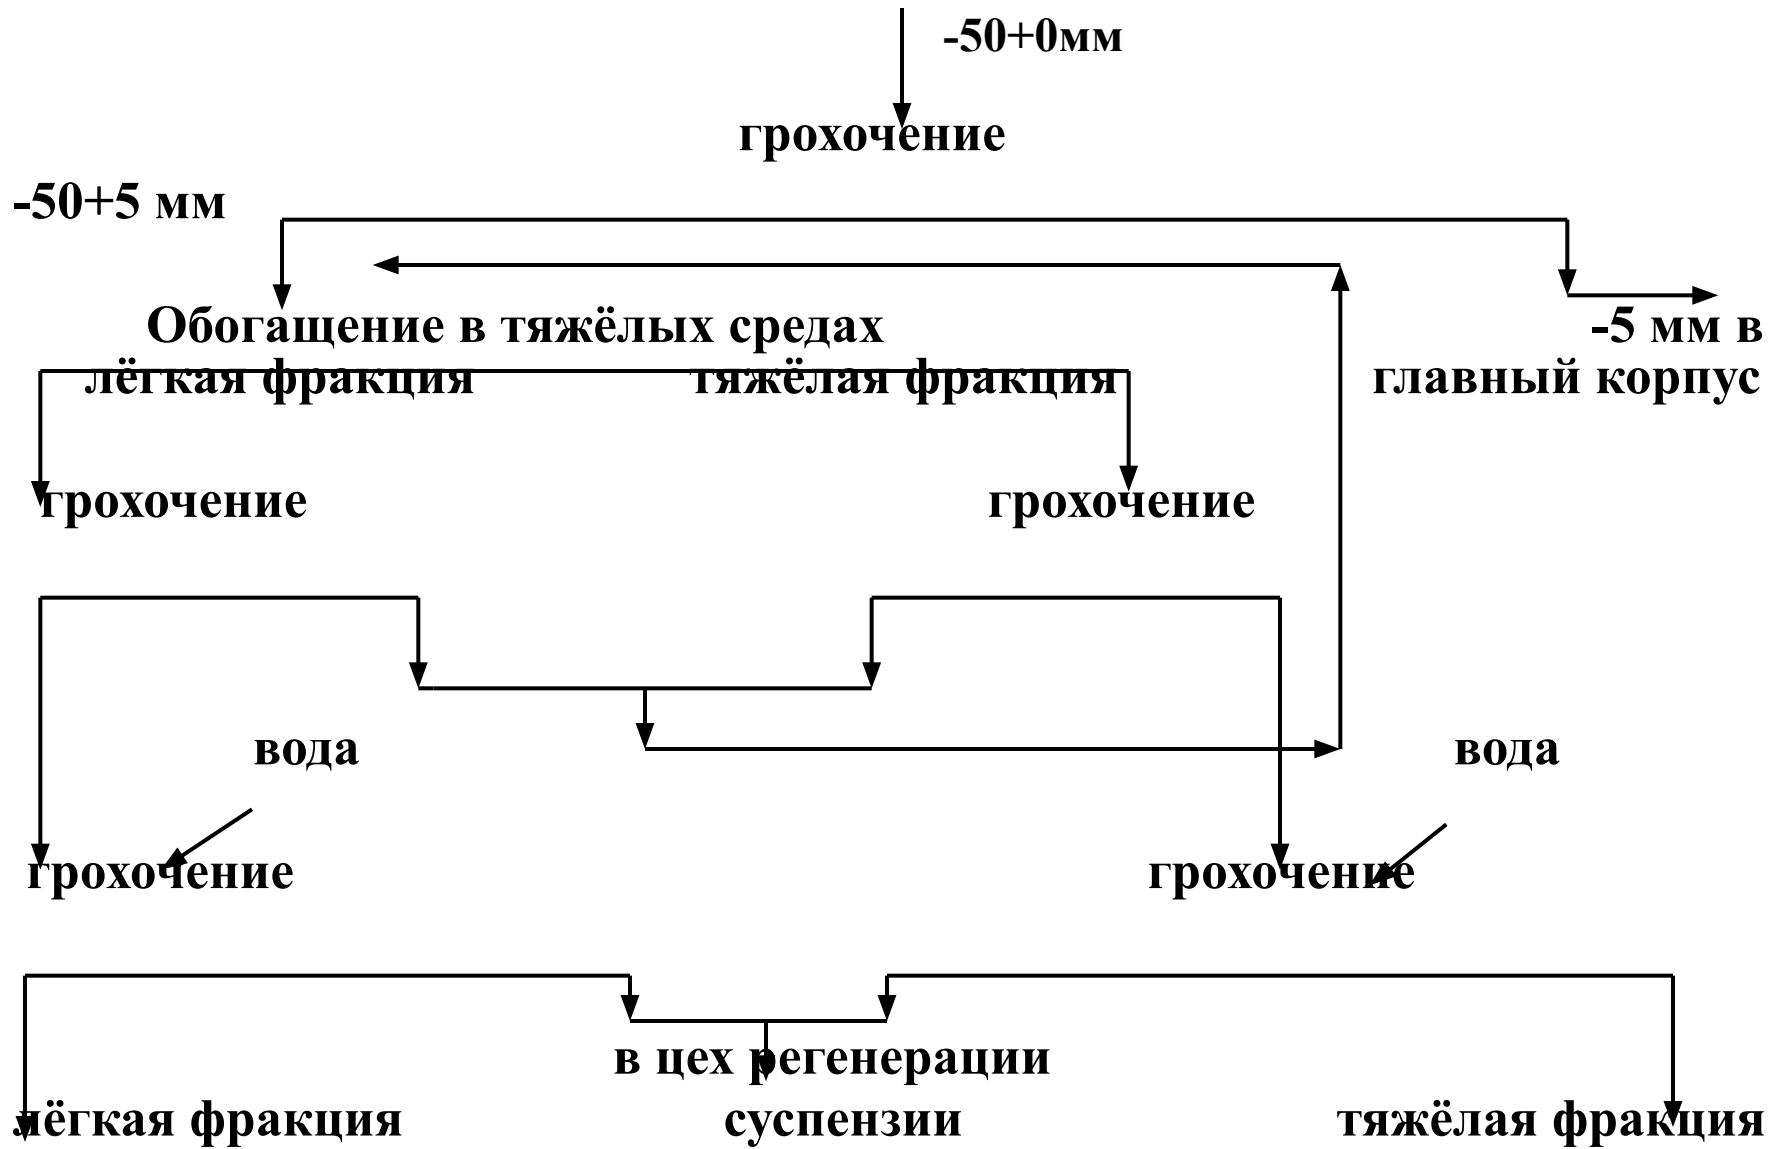 -50+0мм
грохочение
-50+5 мм
Обогащение в тяжёлых средах
-5 мм в
лёгкая фракция
тяжёлая фракция
главный корпус
грохочение
грохочение
вода
вода
грохочение
грохочение
в цех регенерации
лёгкая фракция
суспензии
тяжёлая фракция